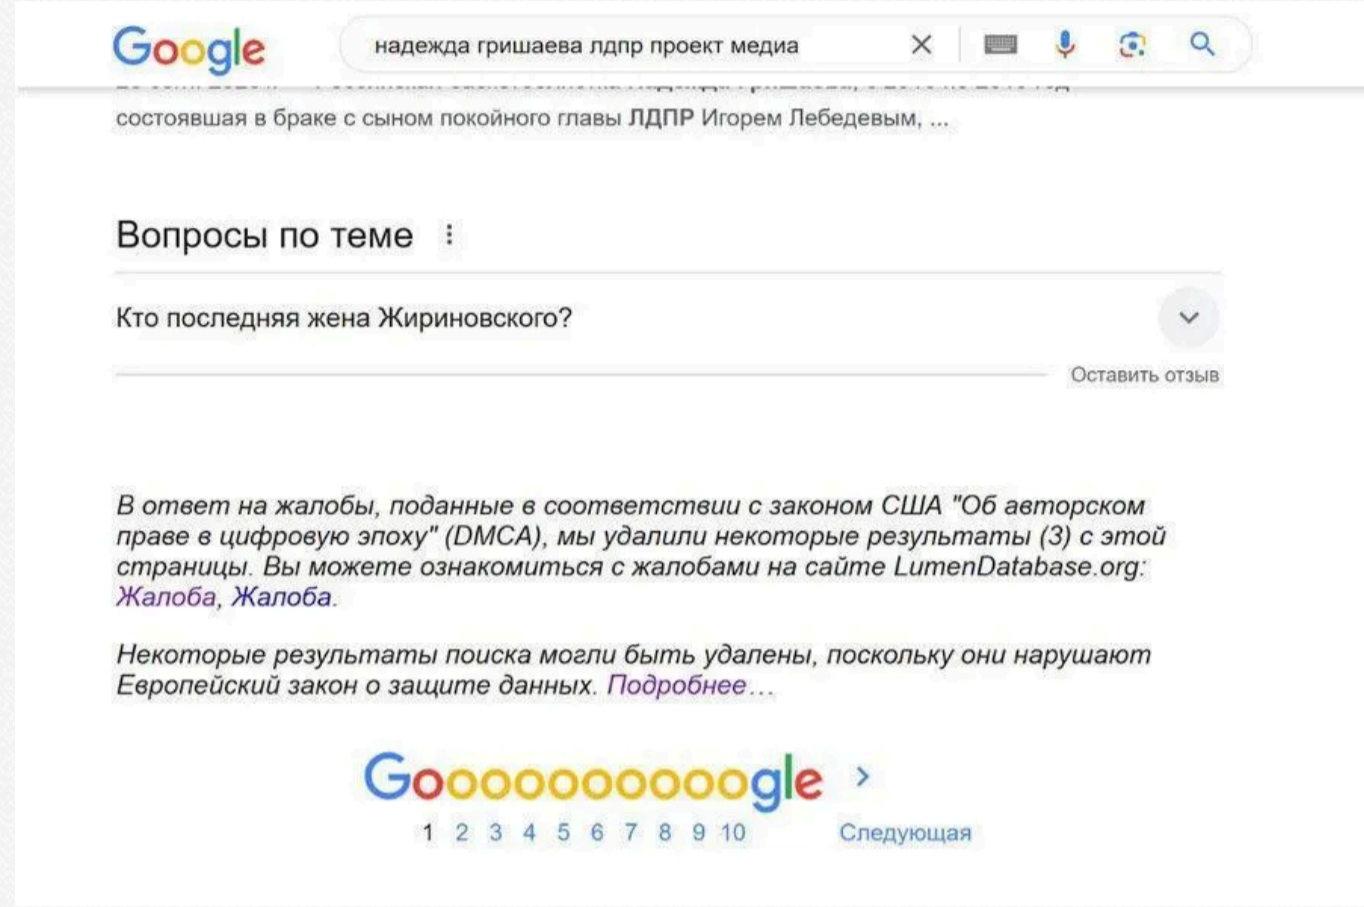 Google
надежда гришаева лдпр проект медиа
состоявшая в браке с сыном покойного главы ЛДПР Игорем Лебедевым, ...
Вопросы по теме
Кто последняя жена Жириновского?
Оставить отзыв
В ответ на жалобы, поданные в соответствии с законом США "Об авторском
праве в цифровую эпоху" (DMCA), мы удалили некоторые результаты (3) с этой
страницы. Вы можете ознакомиться с жалобами на сайте LumenDatabase.org:
Жалоба, Жалоба.
Некоторые результаты поиска могли быть удалены, поскольку они нарушают
Европейский закон о защите данных. Подробнее…
Goooooooooogle >
1 2 3 4 5 6 7 8 9 10 Следующая